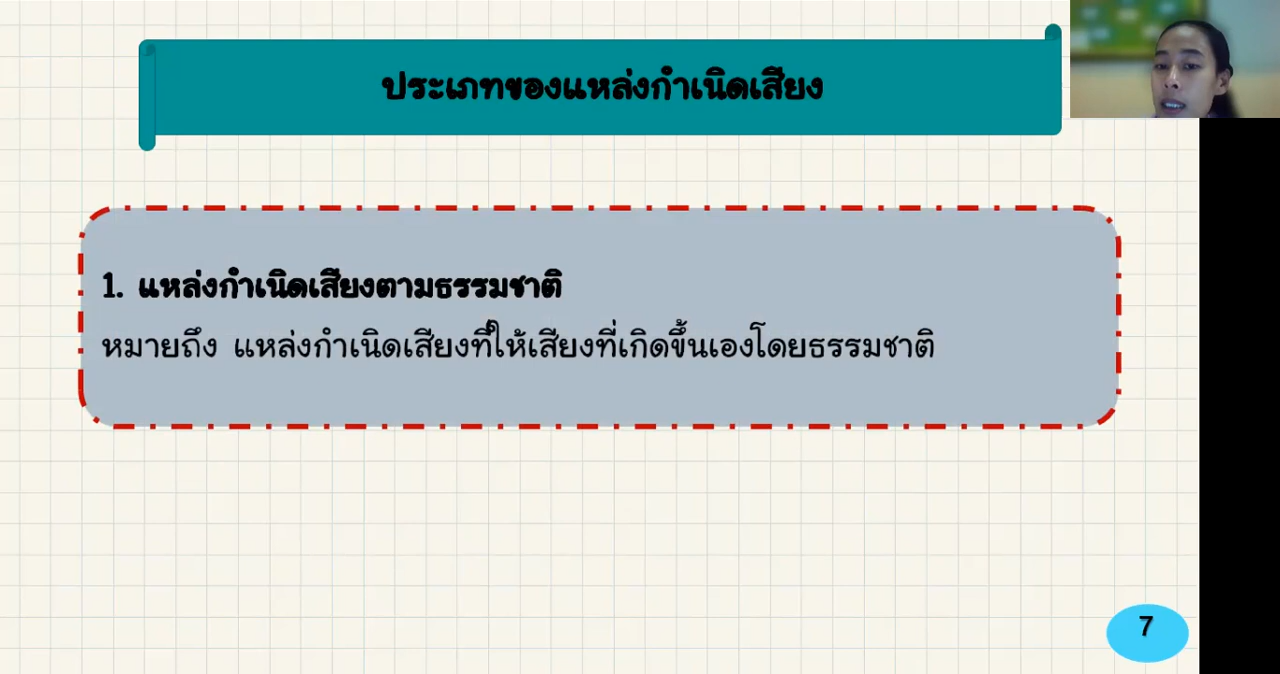 ประเภทของแหล่งกำเนิดเสียง
1. แหล่งกำเนิดเสียงตามธรรมชาติ
หมายถึง แหล่งกำเนิดเสียงที่ให้เสียงที่เกิดขึ้นเองโดยธรรมชาติ
7